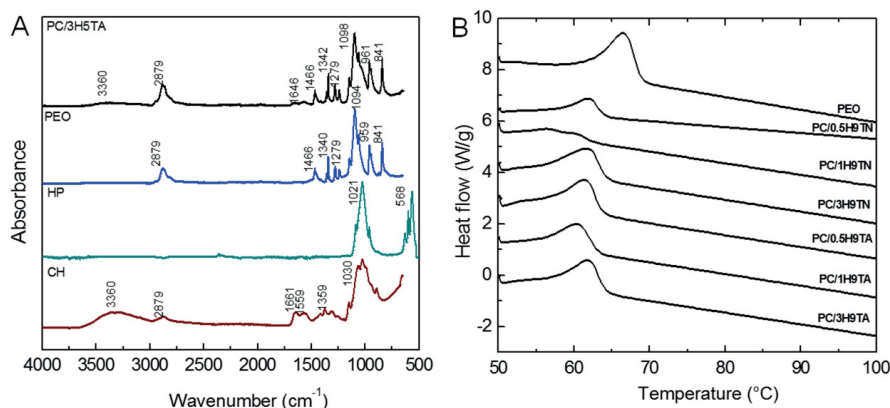 A
PC/3H5TA
3360
2879
1646
1466
1342
1279
1098
961
841
PEO
2879
1466
1340
1279
1094
959
841
HP
1021
568
CH
3360
2879
1661
1359
1030
4000 3500 3000 2500 2000 1500 1000 500
Absorbance
Wavenumber (cm⁻¹)
B
10
8
6
4
2
0
-2
PEO
PC/0.5H9TN
PC/1H9TN
PC/3H9TN
PC/0.5H9TA
PC/1H9TA
PC/3H9TA
50 60 70 80 90 100
Heat flow (W/g)
Temperature (°C)